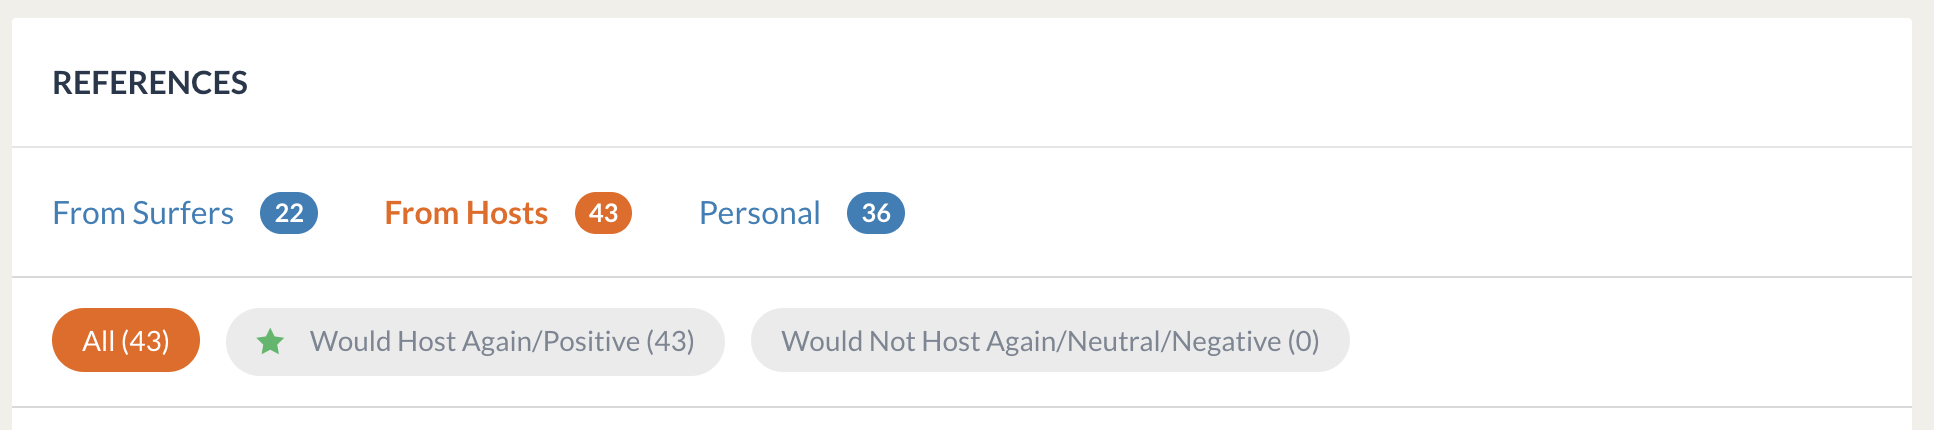 REFERENCES
From Surfers 22 From Hosts 43 Personal 36
All (43) Would Host Again/Positive (43) Would Not Host Again/Neutral/Negative (0)